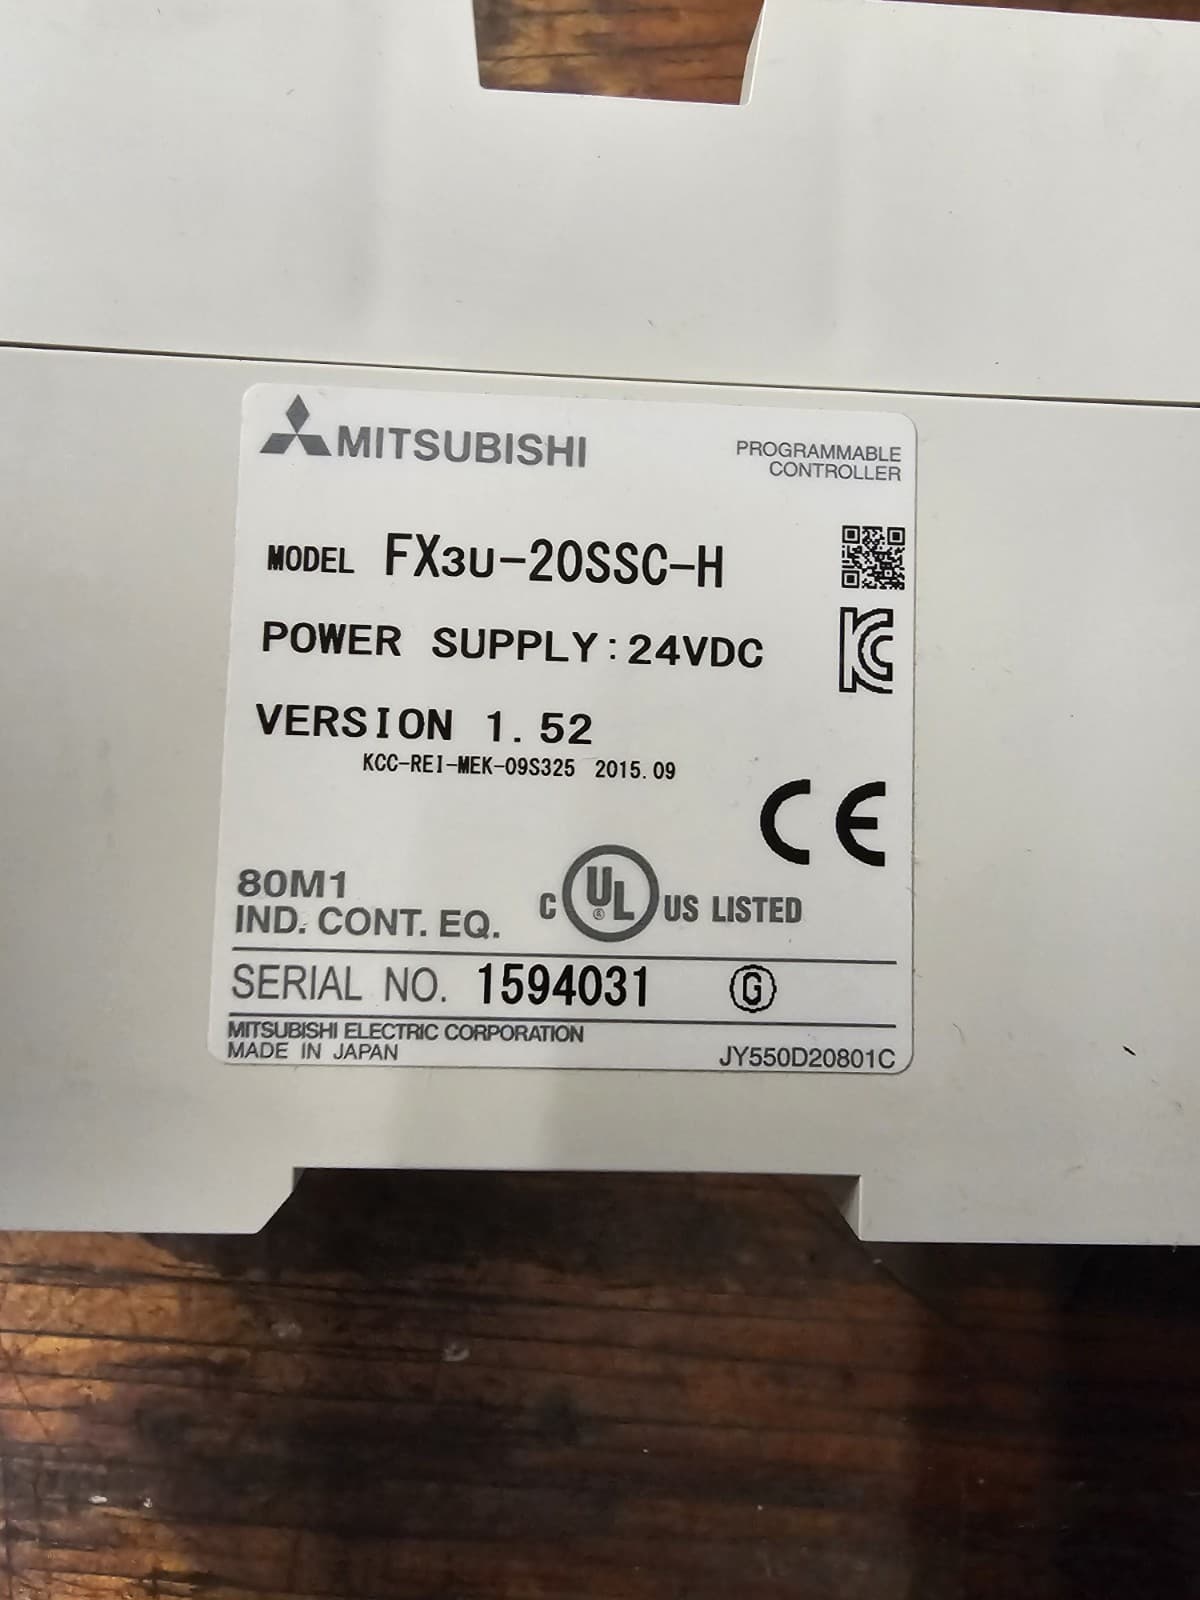 MITSUBISHI
PROGRAMMABLE
CONTROLLER
MODEL FX3U-20SSC-H
POWER SUPPLY:24VDC
VERSION 1.52
KCC-REI-MEK-09S325 2015.09
CE
80M1
IND. CONT. EQ.
C UL US LISTED
SERIAL NO. 1594031 G
MITSUBISHI ELECTRIC CORPORATION
MADE IN JAPAN
JY550D20801C